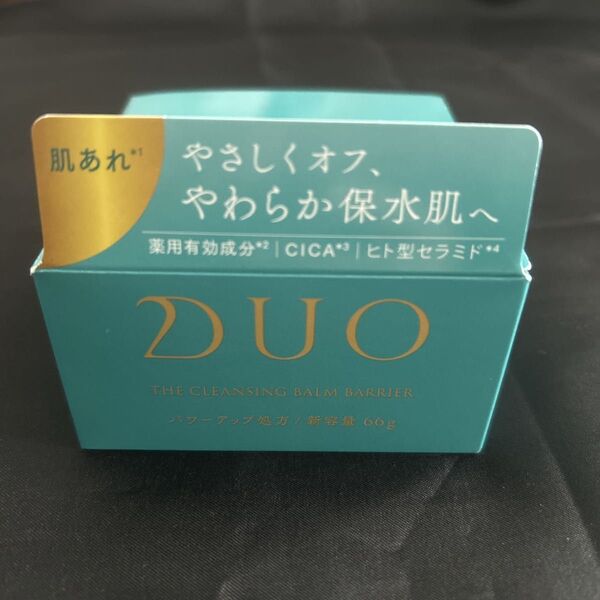 肌あれ*1
やさしくオフ、
やわらか保水肌へ
薬用有効成分*2 | CICA*3 | ヒト型セラミド*4
DUO
THE CLEANSING BALM BARRIER
パワーアップ処方 / 新容量 66g